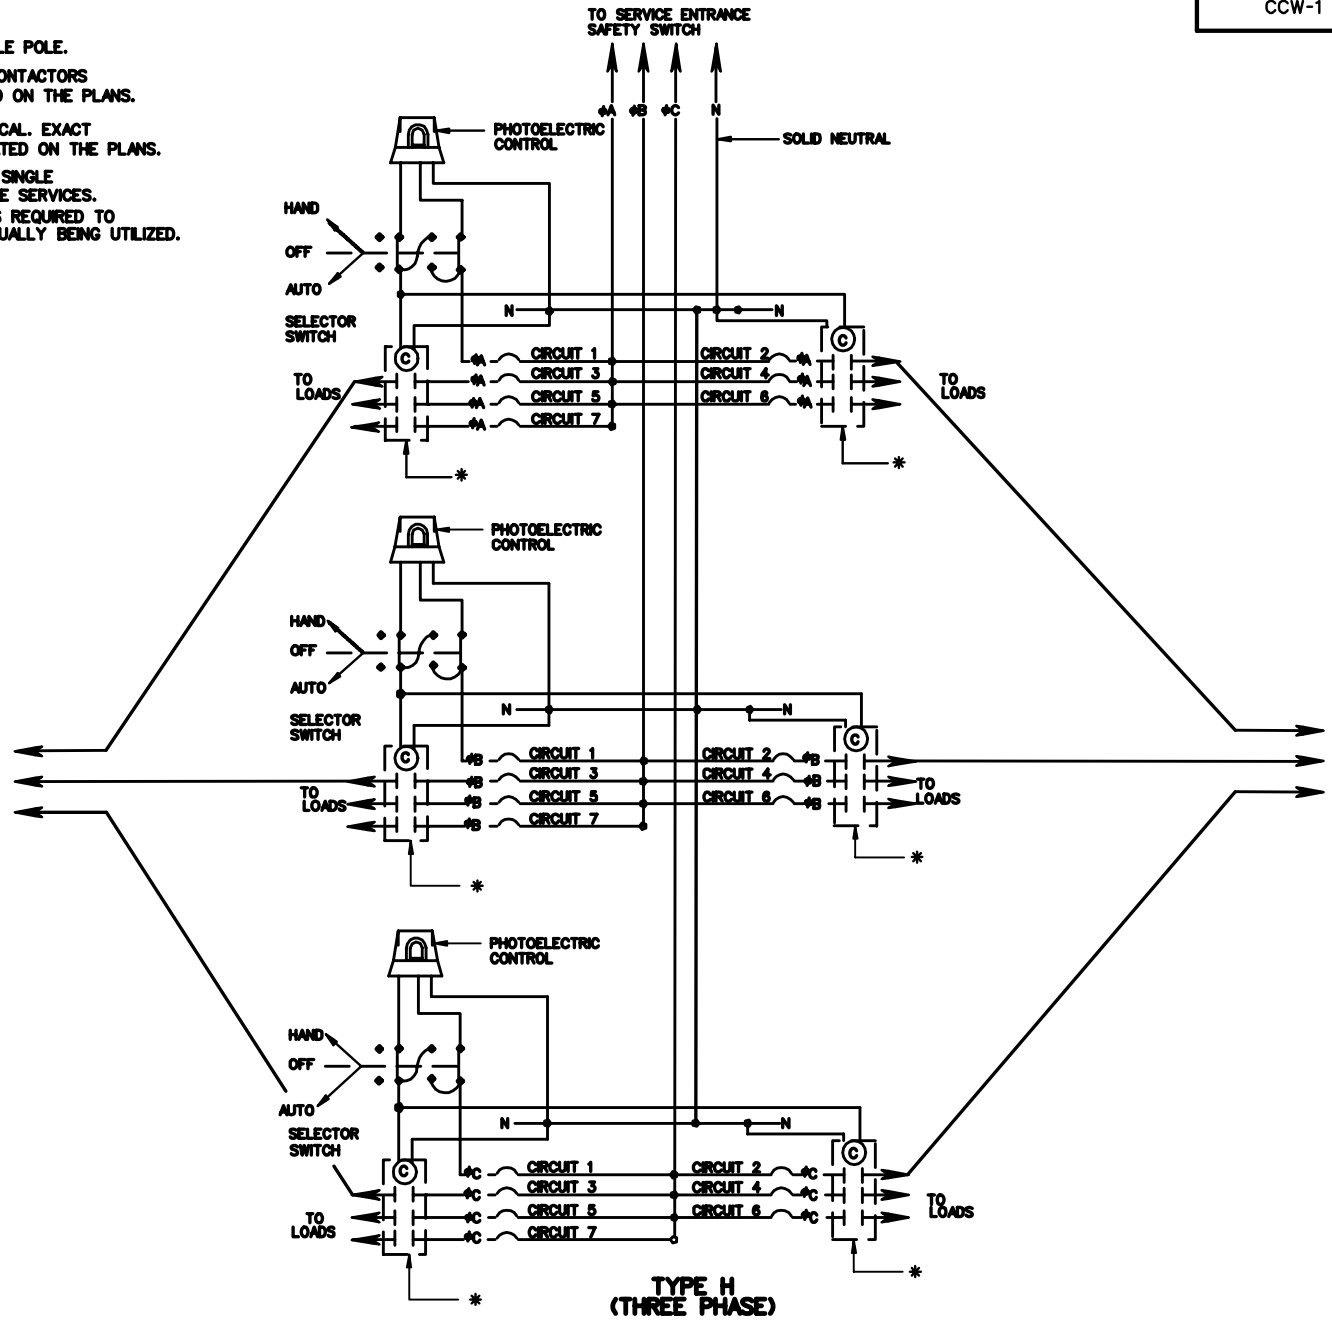 TO SERVICE ENTRANCE
SAFETY SWITCH
CCW-1
LE POLE.
ONTACTORS
D ON THE PLANS.
CAL. EXACT
TED ON THE PLANS.
SINGLE
E SERVICES.
S REQUIRED TO
UALLY BEING UTILIZED.
ϕA ϕB ϕC N
PHOTOELECTRIC
CONTROL
SOLID NEUTRAL
HAND
OFF
AUTO
SELECTOR
SWITCH
N N
C C
ϕA CIRCUIT 1 CIRCUIT 2 ϕA
ϕA CIRCUIT 3 CIRCUIT 4 ϕA
ϕA CIRCUIT 5 CIRCUIT 6 ϕA
ϕA CIRCUIT 7
TO
LOADS
TO
LOADS
* *
PHOTOELECTRIC
CONTROL
HAND
OFF
AUTO
SELECTOR
SWITCH
N N
C C
ϕB CIRCUIT 1 CIRCUIT 2 ϕB
ϕB CIRCUIT 3 CIRCUIT 4 ϕB
ϕB CIRCUIT 5 CIRCUIT 6 ϕB
ϕB CIRCUIT 7
TO
LOADS
TO
LOADS
* *
PHOTOELECTRIC
CONTROL
HAND
OFF
AUTO
SELECTOR
SWITCH
N N
C C
ϕC CIRCUIT 1 CIRCUIT 2 ϕC
ϕC CIRCUIT 3 CIRCUIT 4 ϕC
ϕC CIRCUIT 5 CIRCUIT 6 ϕC
ϕC CIRCUIT 7
TO
LOADS
TO
LOADS
* *
TYPE H
(THREE PHASE)